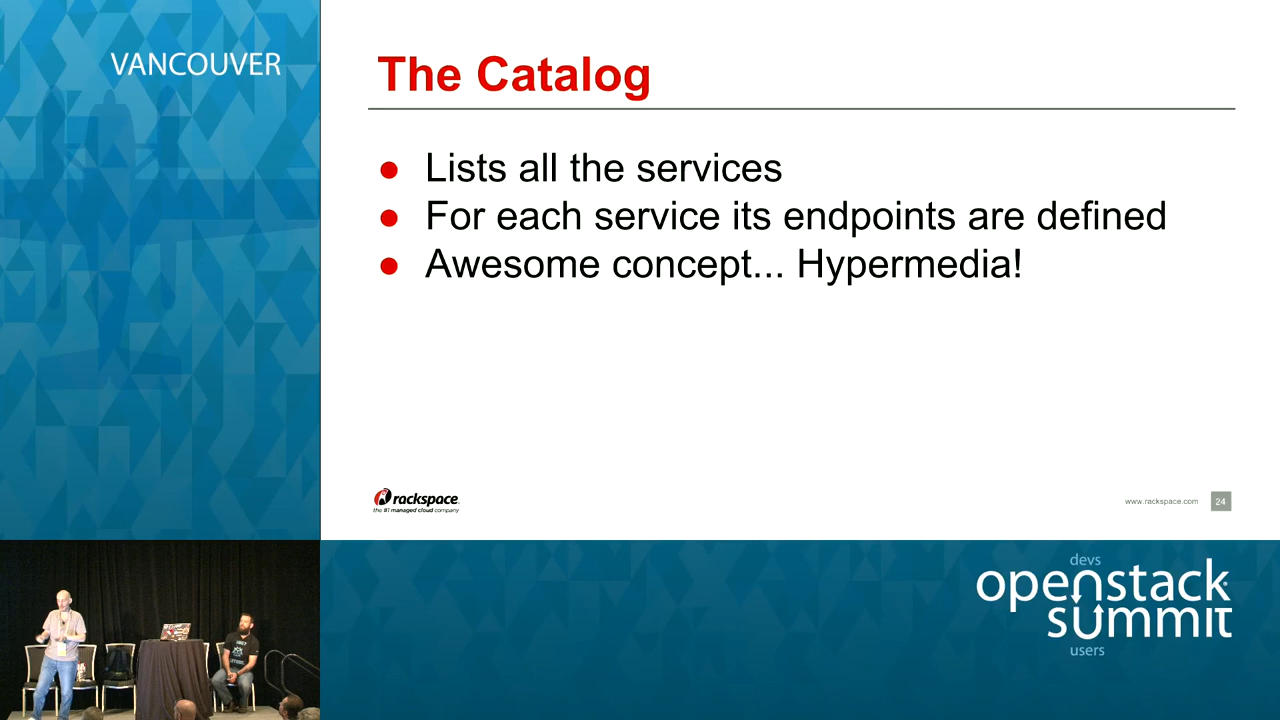 VANCOUVER
The Catalog
● Lists all the services
● For each service its endpoints are defined
● Awesome concept... Hypermedia!
rackspace.
the #1 managed cloud company
www.rackspace.com 24
devs
openstack
summit
users